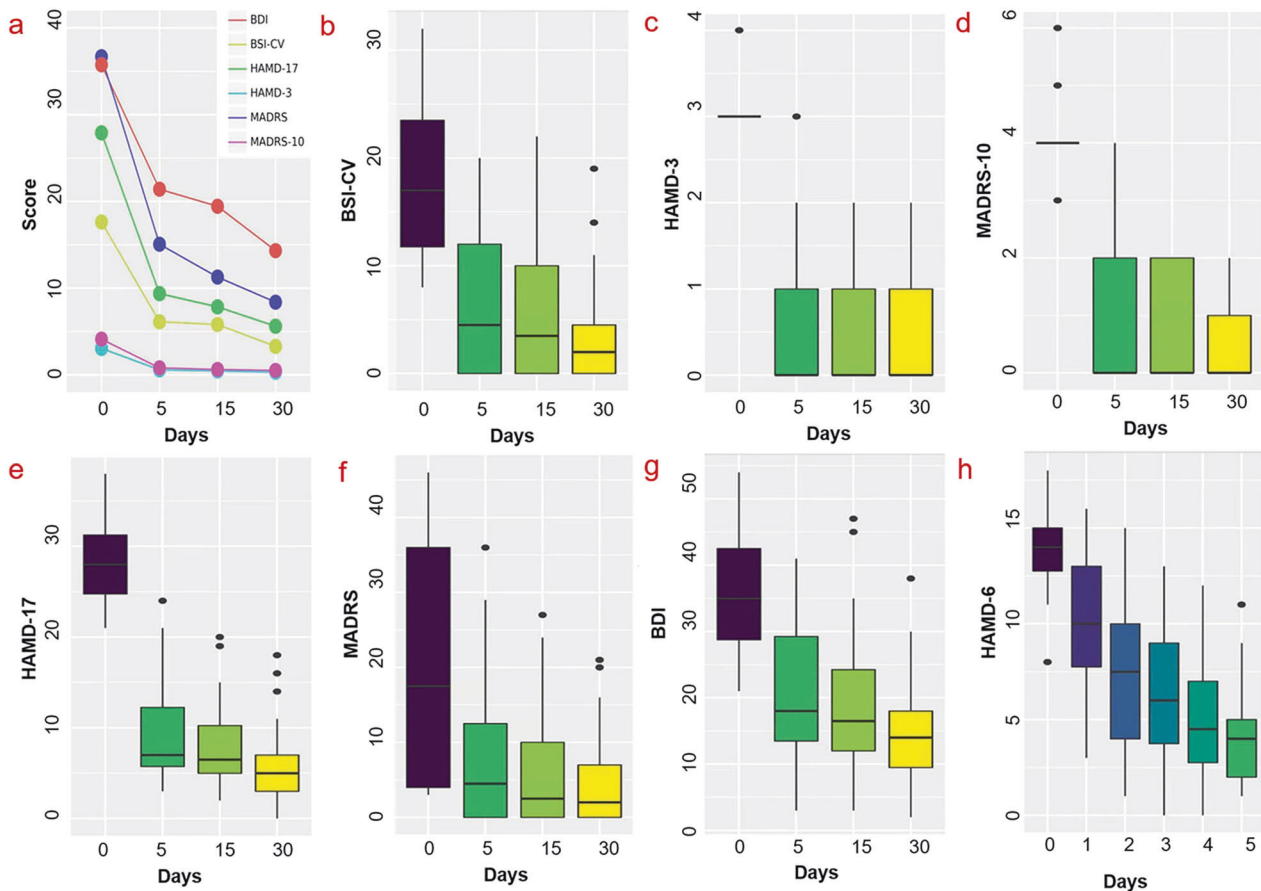 a
40
30
20
10
0
Score
BDI
BSI-CV
HAMD-17
HAMD-3
MADRS
MADRS-10
0 5 15 30
Days
b
30
20
10
0
BSI-CV
0 5 15 30
Days
c
4
3
2
1
0
HAMD-3
0 5 15 30
Days
d
6
4
2
0
MADRS-10
0 5 15 30
Days
e
30
20
10
0
HAMD-17
0 5 15 30
Days
f
40
30
20
10
0
MADRS
0 5 15 30
Days
g
50
40
30
20
10
0
BDI
0 5 15 30
Days
h
15
10
5
0
HAMD-6
0 1 2 3 4 5
Days